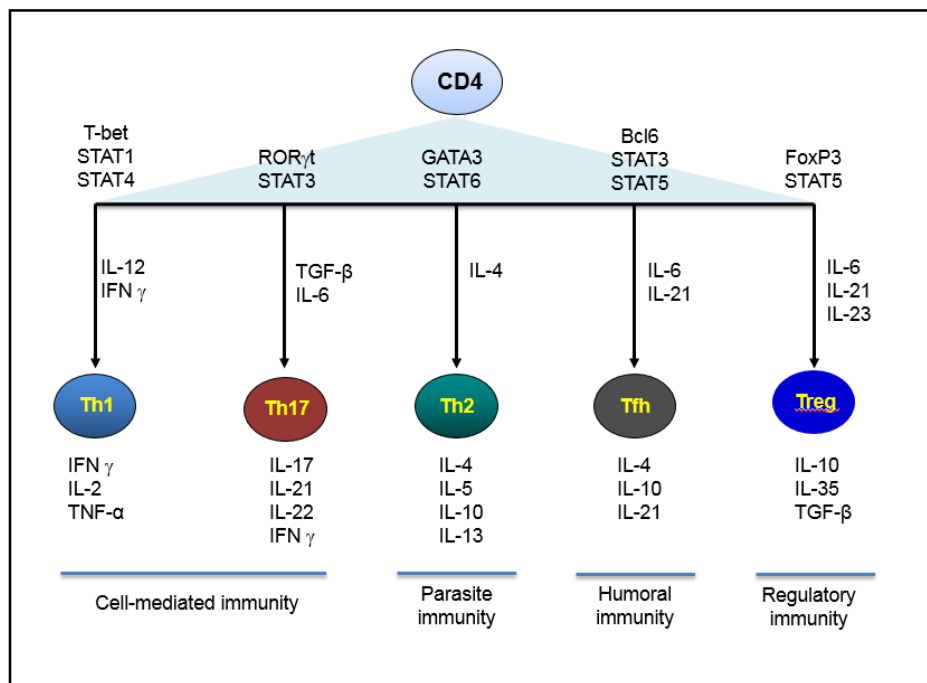 CD4
T-bet
STAT1
STAT4
RORγt
STAT3
GATA3
STAT6
Bcl6
STAT3
STAT5
FoxP3
STAT5
IL-12
IFN γ
TGF-β
IL-6
IL-4
IL-6
IL-21
IL-6
IL-21
IL-23
Th1
Th17
Th2
Tfh
Treg
IFN γ
IL-2
TNF-α
IL-17
IL-21
IL-22
IFN γ
IL-4
IL-5
IL-10
IL-13
IL-4
IL-10
IL-21
IL-10
IL-35
TGF-β
Cell-mediated immunity
Parasite
immunity
Humoral
immunity
Regulatory
immunity